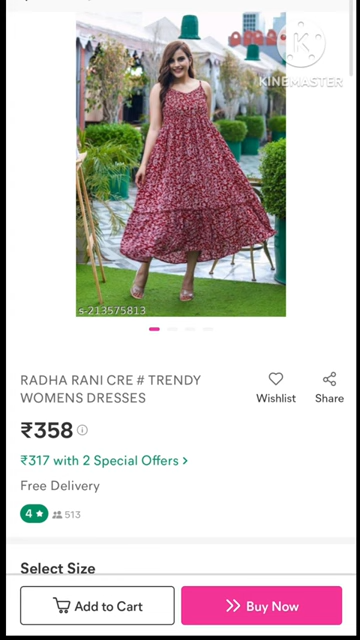 KINEMASTER
s-213575813
RADHA RANI CRE # TRENDY
WOMENS DRESSES
Wishlist
Share
₹358
₹317 with 2 Special Offers >
Free Delivery
4 ★
513
Select Size
Add to Cart
Buy Now